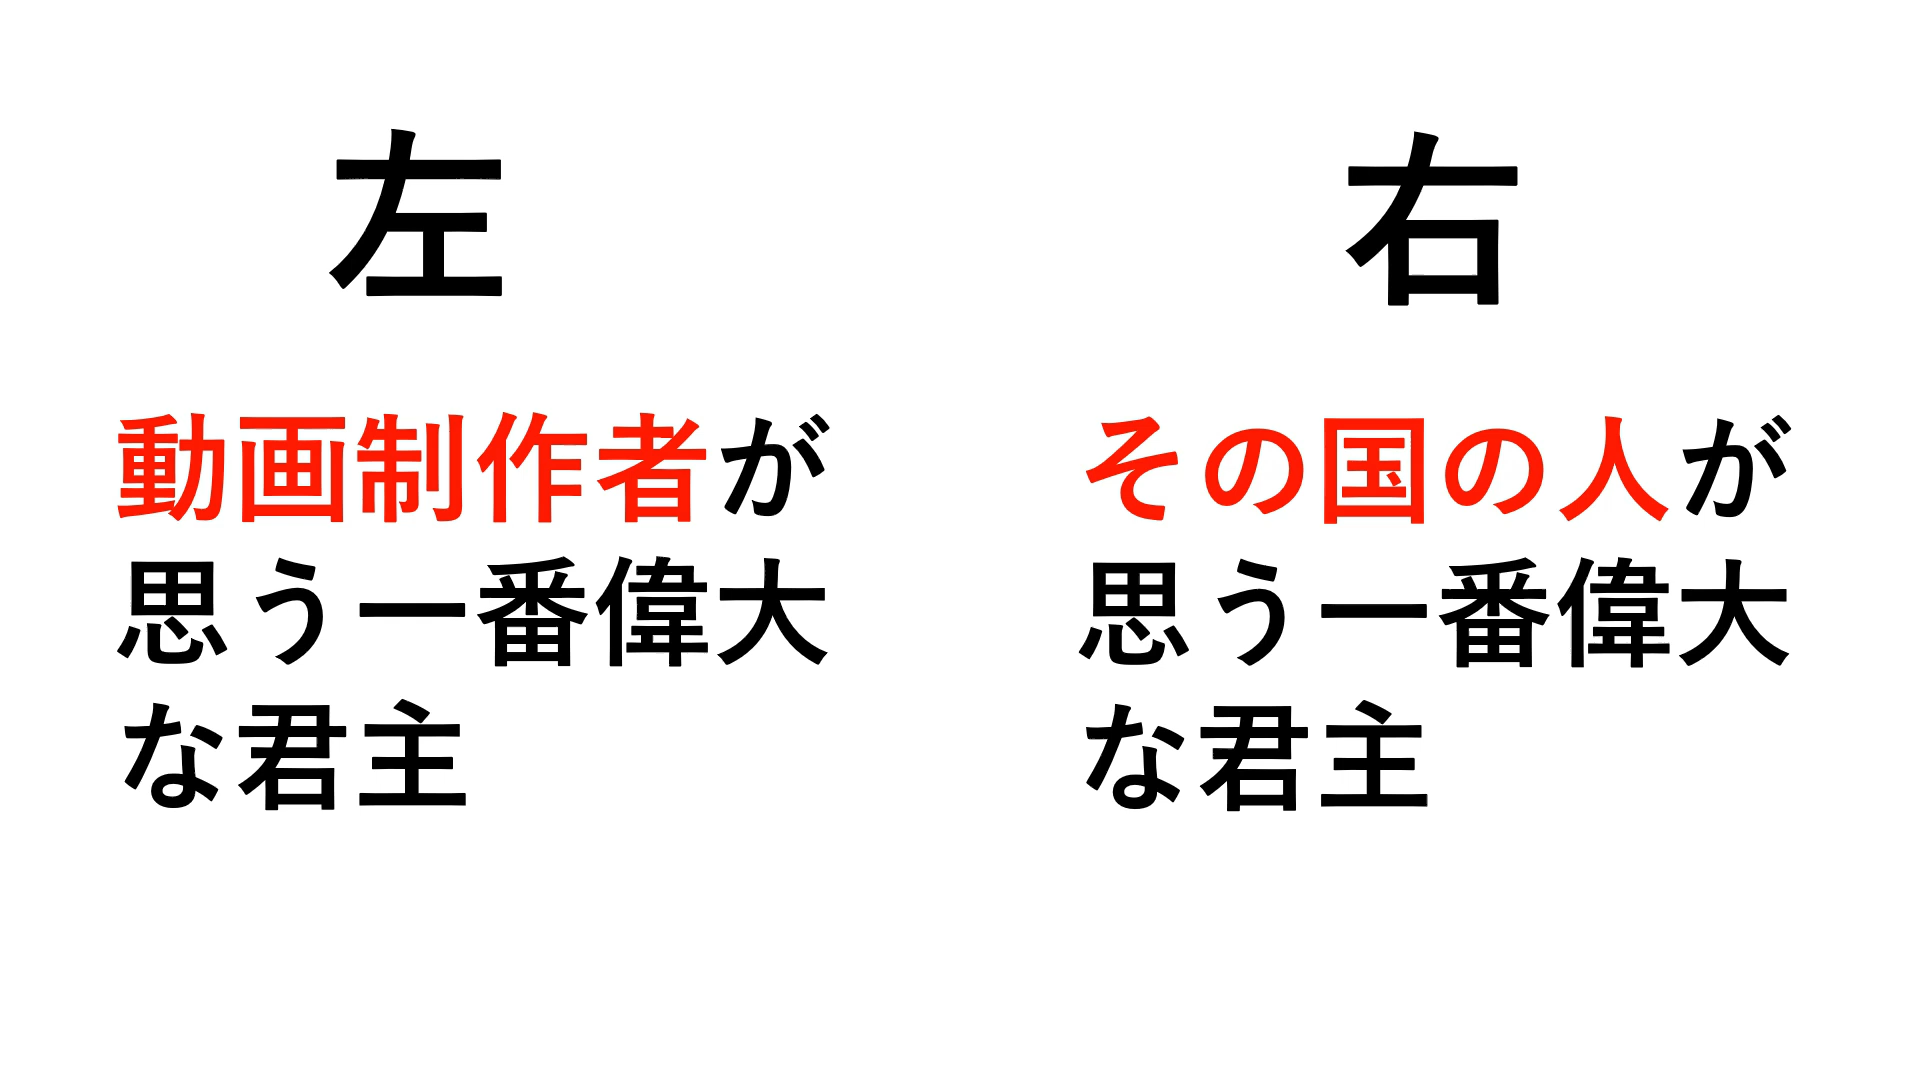 左
動画制作者が
思う一番偉大
な君主
右
その国の人が
思う一番偉大
な君主